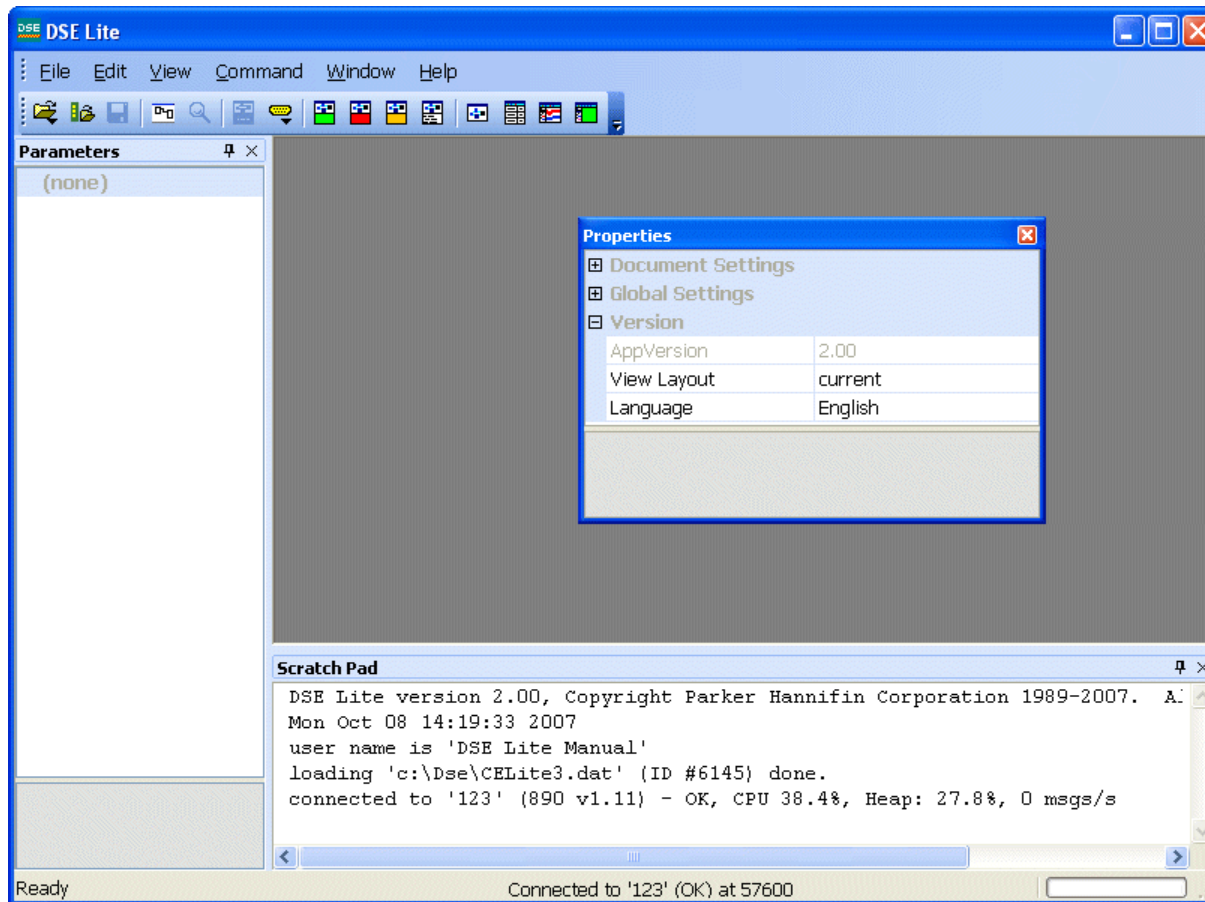 DSE DSE Lite
File Edit View Command Window Help
Parameters
(none)
Properties
Document Settings
Global Settings
Version
AppVersion 2.00
View Layout current
Language English
Scratch Pad
DSE Lite version 2.00, Copyright Parker Hannifin Corporation 1989-2007.
Mon Oct 08 14:19:33 2007
user name is 'DSE Lite Manual'
loading 'c:\Dse\CELite3.dat' (ID #6145) done.
connected to '123' (890 v1.11) - OK, CPU 38.4%, Heap: 27.8%, 0 msgs/s
Ready Connected to '123' (OK) at 57600